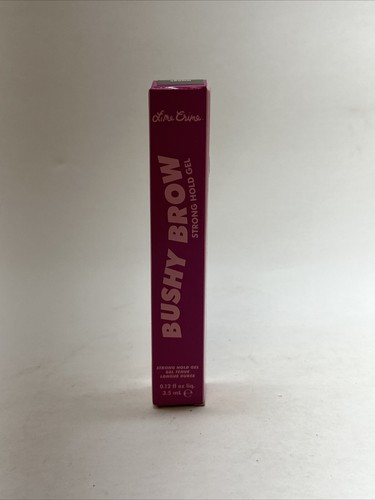 Lime Crime
BUSHY BROW
STRONG HOLD GEL
STRONG HOLD GEL
GEL TENUE
LONGUE DURÉE
0.12 fl oz liq.
3.5 mL ℮